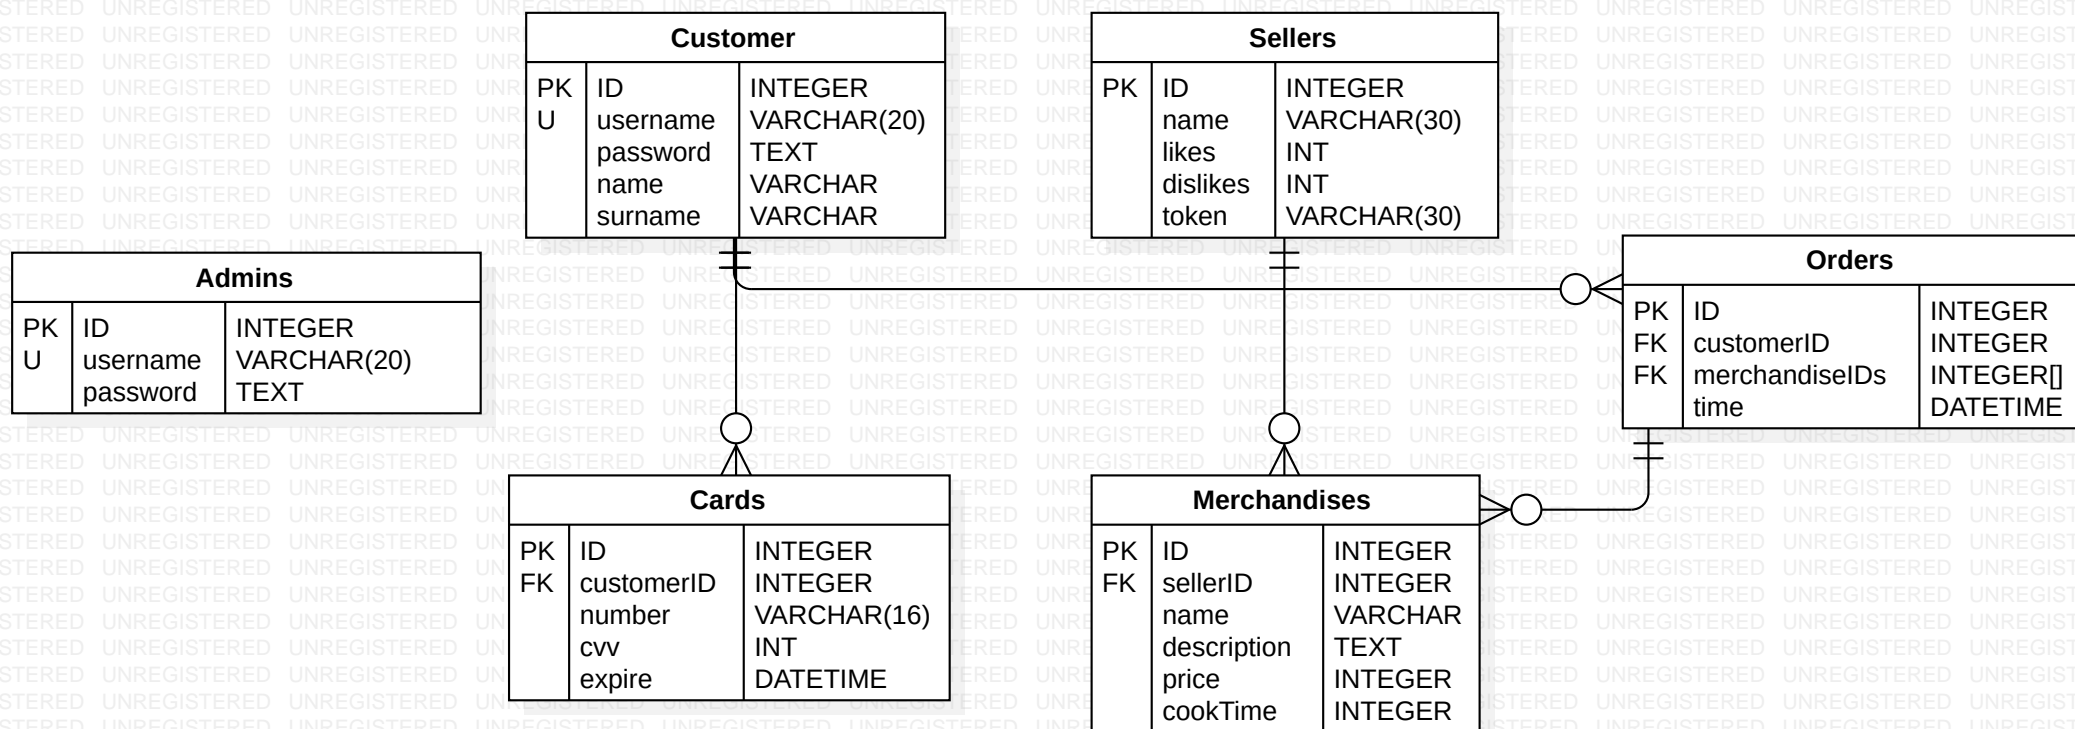 Customer
PK ID INTEGER
U username VARCHAR(20)
password TEXT
name VARCHAR
surname VARCHAR
Sellers
PK ID INTEGER
name VARCHAR(30)
likes INT
dislikes INT
token VARCHAR(30)
Admins
PK ID INTEGER
U username VARCHAR(20)
password TEXT
Orders
PK ID INTEGER
FK customerID INTEGER
FK merchandiseIDs INTEGER[]
time DATETIME
Cards
PK ID INTEGER
FK customerID INTEGER
number VARCHAR(16)
cvv INT
expire DATETIME
Merchandises
PK ID INTEGER
FK sellerID INTEGER
name VARCHAR
description TEXT
price INTEGER
cookTime INTEGER
UNREGISTERED